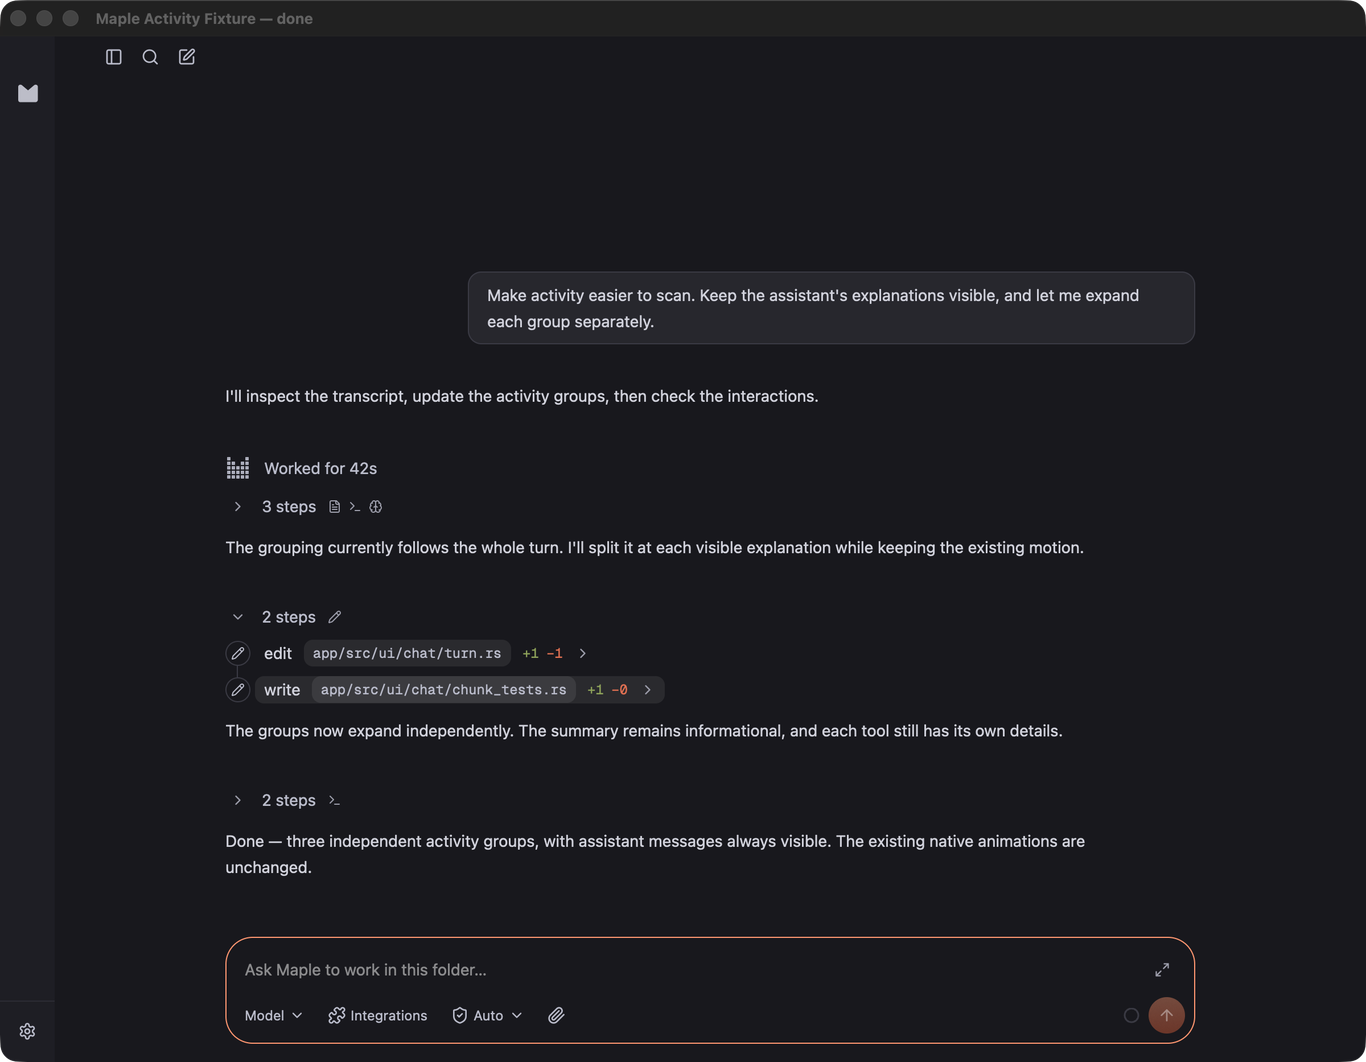 Maple Activity Fixture — done
Make activity easier to scan. Keep the assistant's explanations visible, and let me expand
each group separately.
I'll inspect the transcript, update the activity groups, then check the interactions.
Worked for 42s
3 steps
The grouping currently follows the whole turn. I'll split it at each visible explanation while keeping the existing motion.
2 steps
edit app/src/ui/chat/turn.rs +1 −1
write app/src/ui/chat/chunk_tests.rs +1 −0
The groups now expand independently. The summary remains informational, and each tool still has its own details.
2 steps
Done — three independent activity groups, with assistant messages always visible. The existing native animations are
unchanged.
Ask Maple to work in this folder...
Model Integrations Auto